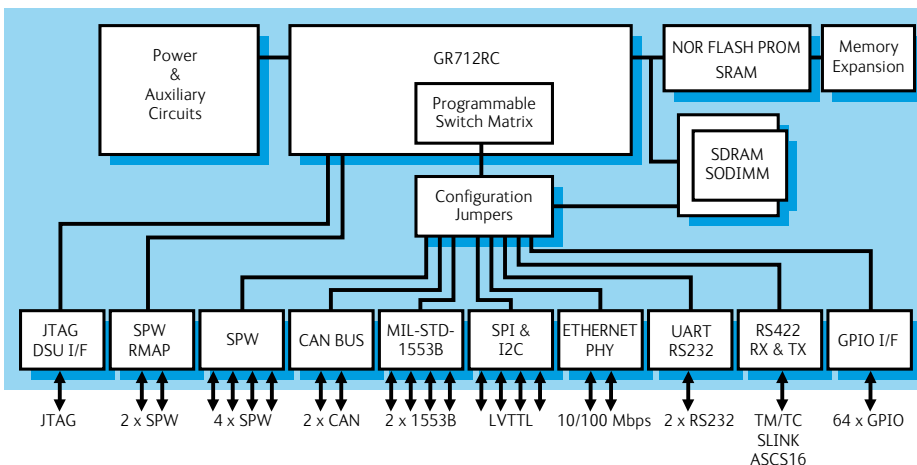 Power
&
Auxiliary
Circuits
GR712RC
Programmable
Switch Matrix
NOR FLASH PROM
SRAM
Memory
Expansion
SDRAM
SODIMM
Configuration
Jumpers
JTAG
DSU I/F
SPW
RMAP
SPW
CAN BUS
MIL-STD-
1553B
SPI &
I2C
ETHERNET
PHY
UART
RS232
RS422
RX & TX
GPIO I/F
JTAG
2 x SPW
4 x SPW
2 x CAN
2 x 1553B
LVTTL
10/100 Mbps
2 x RS232
TM/TC
SLINK
ASCS16
64 x GPIO